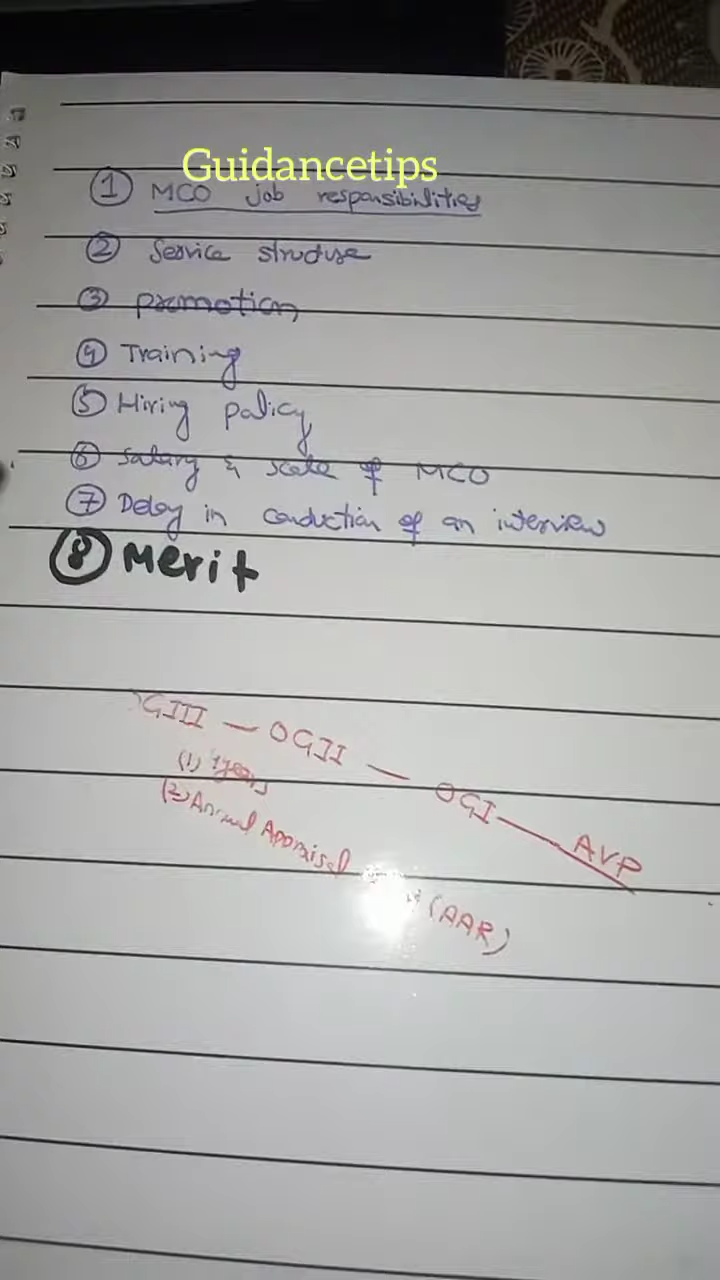 Guidancetips
① MCO job responsibilities
② Service structure
③ promotion
④ Training
⑤ Hiring policy
⑥ Salary & scale of MCO
⑦ Delay in conduction of an interview
⑧ Merit
OGIII — OGII — OGI — AVP
(1) years
(2) Annual Appraisal (AAR)